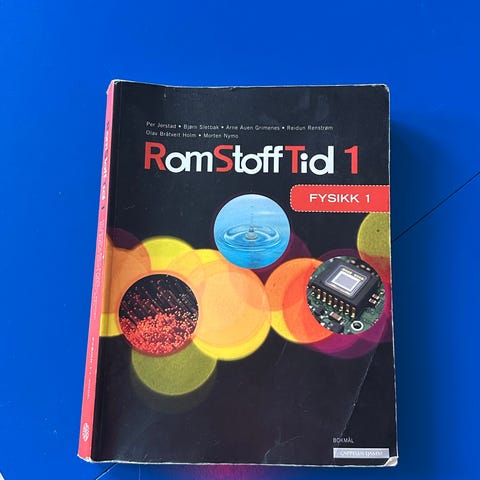 Per Jerstad • Bjørn Sletbak • Arne Auen Grimenes • Reidun Renstrøm
Olav Bråtveit Holm • Morten Nymo
RomStoffTid 1
FYSIKK 1
BOKMÅL
CAPPELEN DAMM